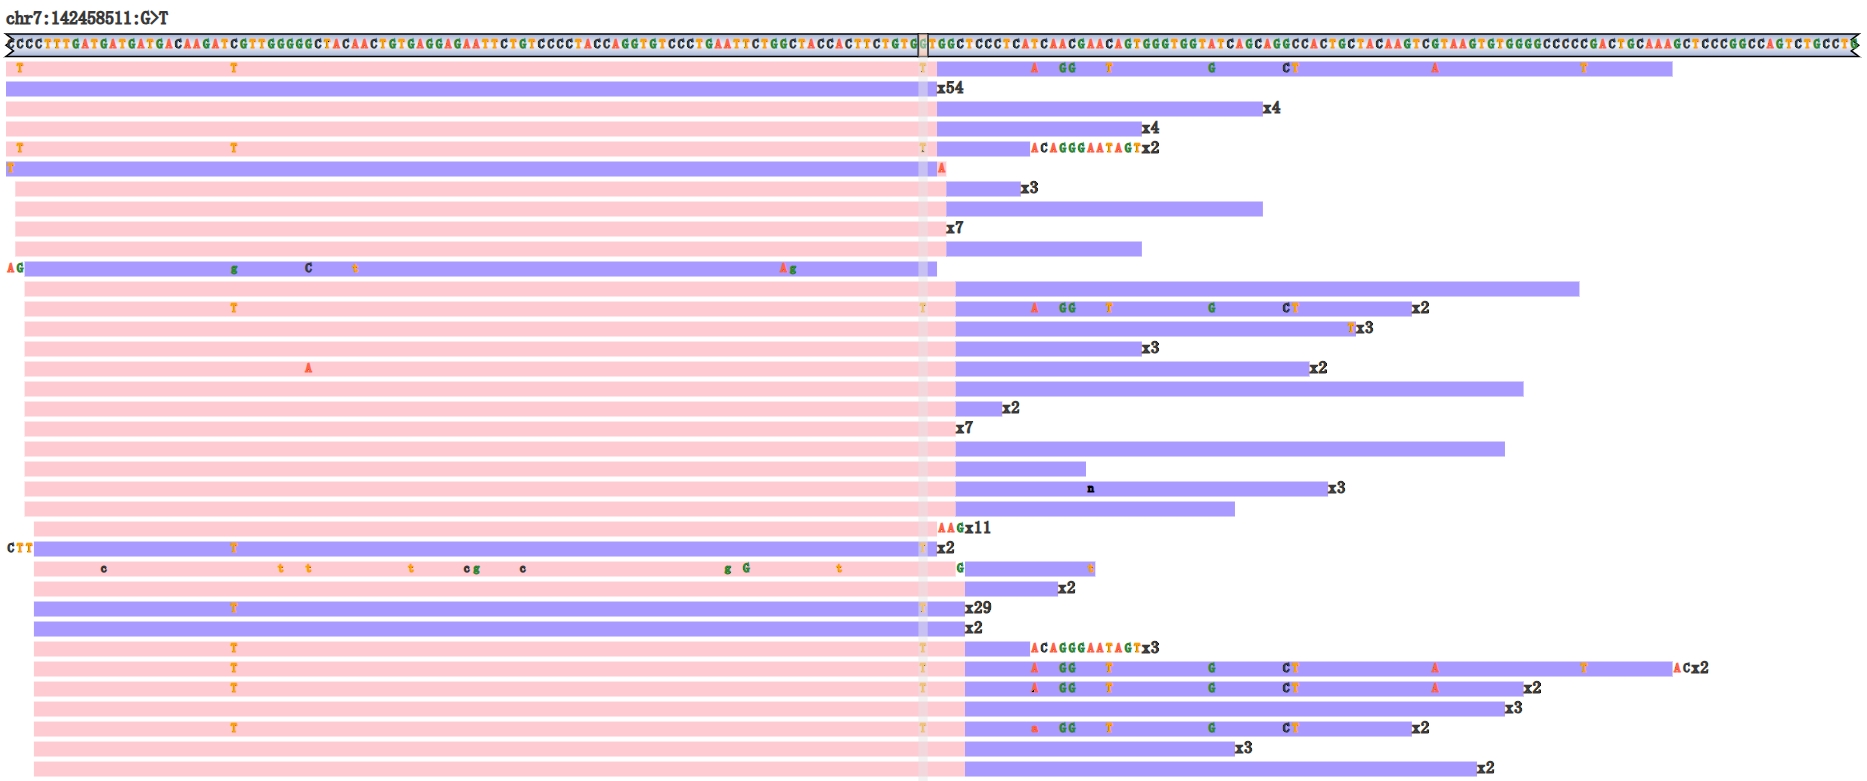 chr7:142458511:G>T
CCCCTTTGATGATGATGACAAGATCGTTGGGGGCTACAACTGTGAGGAGAATTCTGTCCCCTACCAGGTGTCCCTGAATTCTGGCTACCACTTCTGTGGTGGCTCCCTCATCAACGAACAGTGGGTGGTATCAGCAGGCCACTGCTACAAGTCGTAAGTGTGGGGCCCCCGACTGCAAAGCTCCCGGCCAGTCTGCCTG
T T T A GG T G CT A T
x54
x4
x4
T T T ACAGGGAATAGTx2
T A
x3
x7
AG g C t Ag
T T A GG T G CT x2
Tx3
x3
A x2
x2
x7
n x3
AAGx11
CTT T T x2
c t t t cg c g G t G t
x2
T T x29
x2
T T ACAGGGAATAGTx3
T T A GG T G CT A T ACx2
T T A GG T G CT A x2
x3
T T a GG T G CT x2
x3
x2